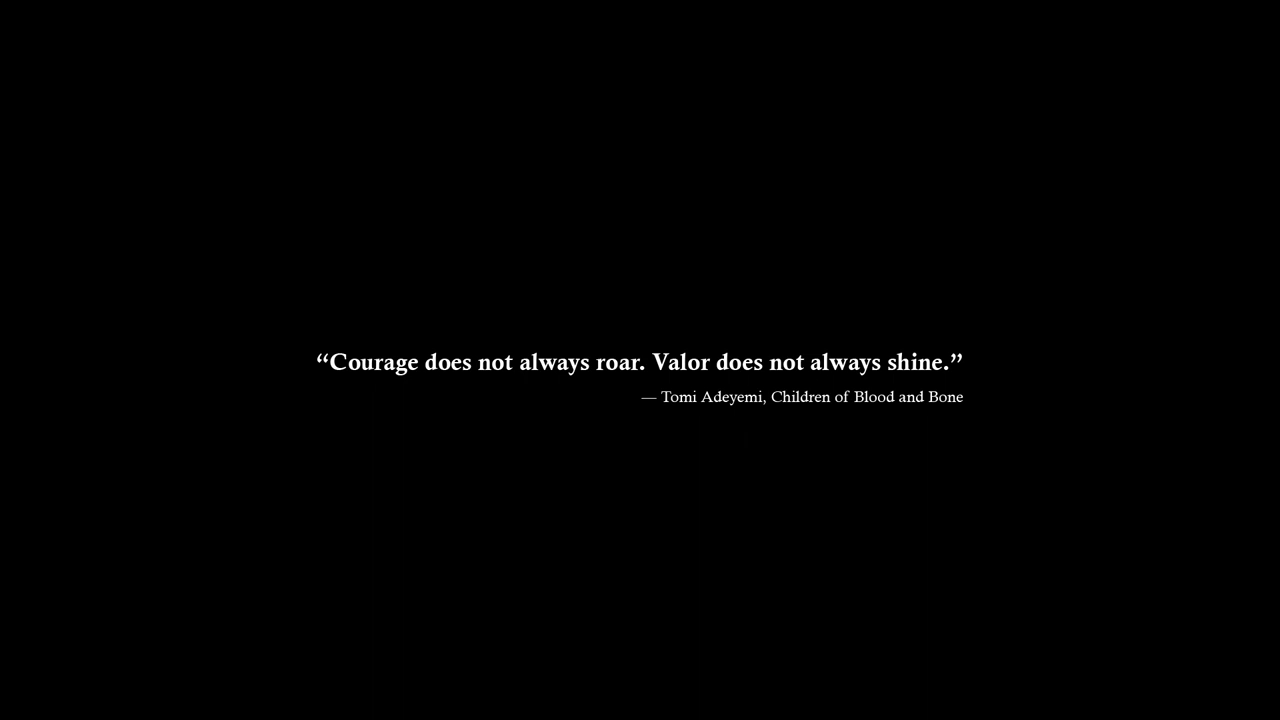 “Courage does not always roar. Valor does not always shine.”
— Tomi Adeyemi, Children of Blood and Bone